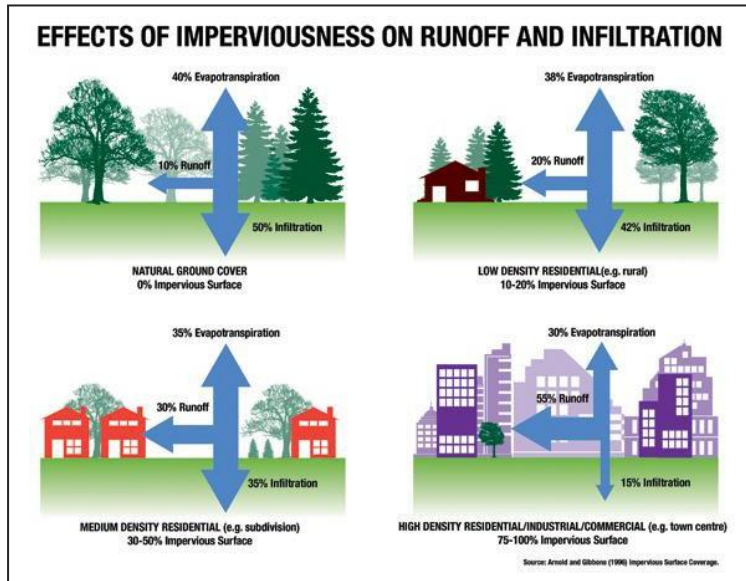 EFFECTS OF IMPERVIOUSNESS ON RUNOFF AND INFILTRATION
40% Evapotranspiration
10% Runoff
50% Infiltration
NATURAL GROUND COVER
0% Impervious Surface
38% Evapotranspiration
20% Runoff
42% Infiltration
LOW DENSITY RESIDENTIAL(e.g. rural)
10-20% Impervious Surface
35% Evapotranspiration
30% Runoff
35% Infiltration
MEDIUM DENSITY RESIDENTIAL (e.g. subdivision)
30-50% Impervious Surface
30% Evapotranspiration
55% Runoff
15% Infiltration
HIGH DENSITY RESIDENTIAL/INDUSTRIAL/COMMERCIAL (e.g. town centre)
75-100% Impervious Surface
Source: Arnold and Gibbons (1996) Impervious Surface Coverage.